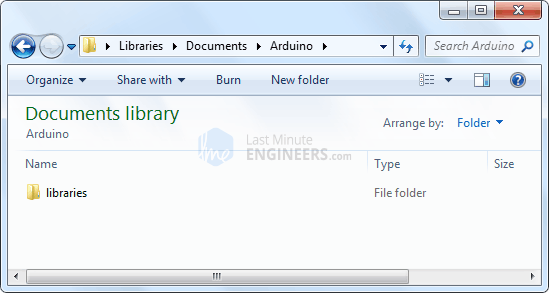 Libraries Documents Arduino Search Arduino
Organize Share with Burn New folder
Documents library
Arduino
Arrange by: Folder
lme Last Minute
ENGINEERS.com
Name Type Size
libraries File folder